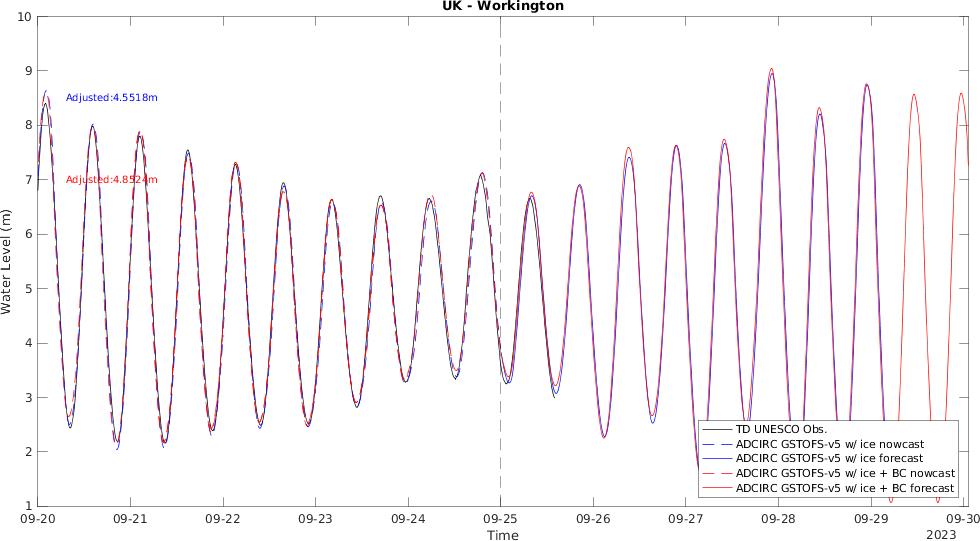 UK - Workington
10
9
8
7
6
5
4
3
2
1
Water Level (m)
Adjusted:4.5518m
Adjusted:4.8524m
TD UNESCO Obs.
ADCIRC GSTOFS-v5 w/ ice nowcast
ADCIRC GSTOFS-v5 w/ ice forecast
ADCIRC GSTOFS-v5 w/ ice + BC nowcast
ADCIRC GSTOFS-v5 w/ ice + BC forecast
09-20 09-21 09-22 09-23 09-24 09-25 09-26 09-27 09-28 09-29 09-30
Time
2023